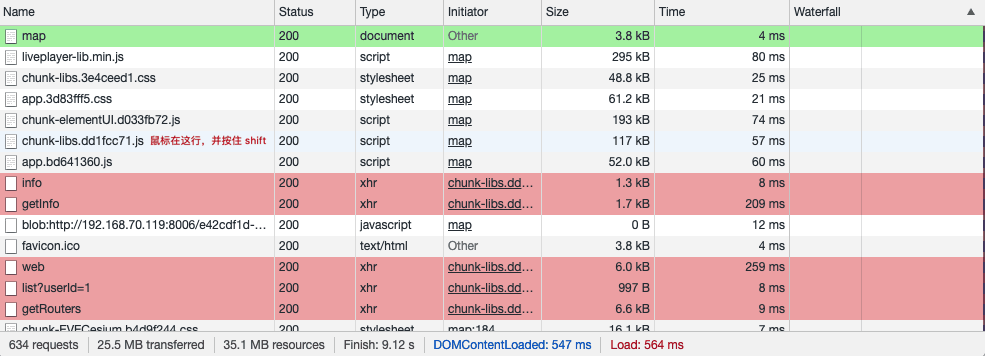 Name Status Type Initiator Size Time Waterfall
map 200 document Other 3.8 kB 4 ms
liveplayer-lib.min.js 200 script map 295 kB 80 ms
chunk-libs.3e4ceed1.css 200 stylesheet map 48.8 kB 25 ms
app.3d83fff5.css 200 stylesheet map 61.2 kB 21 ms
chunk-elementUI.d033fb72.js 200 script map 193 kB 74 ms
chunk-libs.dd1fcc71.js 鼠标在这行，并按住 shift 200 script map 117 kB 57 ms
app.bd641360.js 200 script map 52.0 kB 60 ms
info 200 xhr chunk-libs.dd... 1.3 kB 8 ms
getInfo 200 xhr chunk-libs.dd... 1.7 kB 209 ms
blob:http://192.168.70.119:8006/e42cdf1d-... 200 javascript map 0 B 12 ms
favicon.ico 200 text/html Other 3.8 kB 4 ms
web 200 xhr chunk-libs.dd... 6.0 kB 259 ms
list?userId=1 200 xhr chunk-libs.dd... 997 B 8 ms
getRouters 200 xhr chunk-libs.dd... 6.6 kB 9 ms
chunk-EVECesium.b4d9f244.css 200 stylesheet map:184 16.1 kB 7 ms
634 requests 25.5 MB transferred 35.1 MB resources Finish: 9.12 s DOMContentLoaded: 547 ms Load: 564 ms